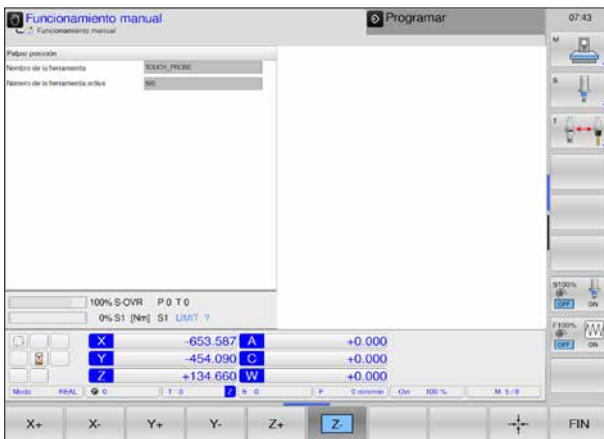 Funcionamiento manual
Funcionamiento manual
Programar
07:43
Palpar posición
Nombre de la herramienta TOUCH_PROBE
Número de la herramienta activa 500
M
S
T
100% S-OVR P0 T0
0% S1 [Nm] S1 LIMIT ?
X -653.587 A +0.000
Y -454.090 C +0.000
Z +134.660 W +0.000
Modo REAL 0 T 0 Z S 0 F 0 mm/min Ovr 100 % M 5/9
S100%
OFF ON
F100%
OFF ON
X+ X- Y+ Y- Z+ Z- FIN